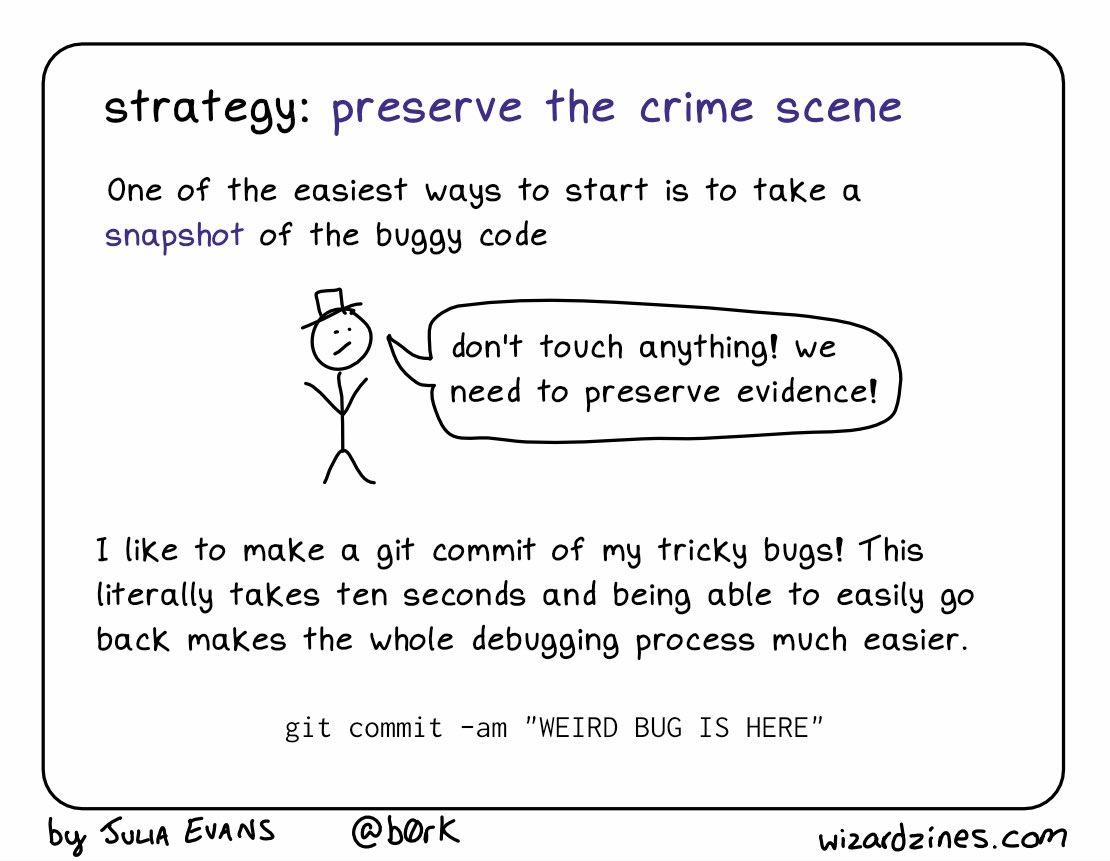 strategy: preserve the crime scene
One of the easiest ways to start is to take a
snapshot of the buggy code
don't touch anything! we
need to preserve evidence!
I like to make a git commit of my tricky bugs! This
literally takes ten seconds and being able to easily go
back makes the whole debugging process much easier.
git commit -am "WEIRD BUG IS HERE"
by JULIA EVANS @b0rk wizardzines.com